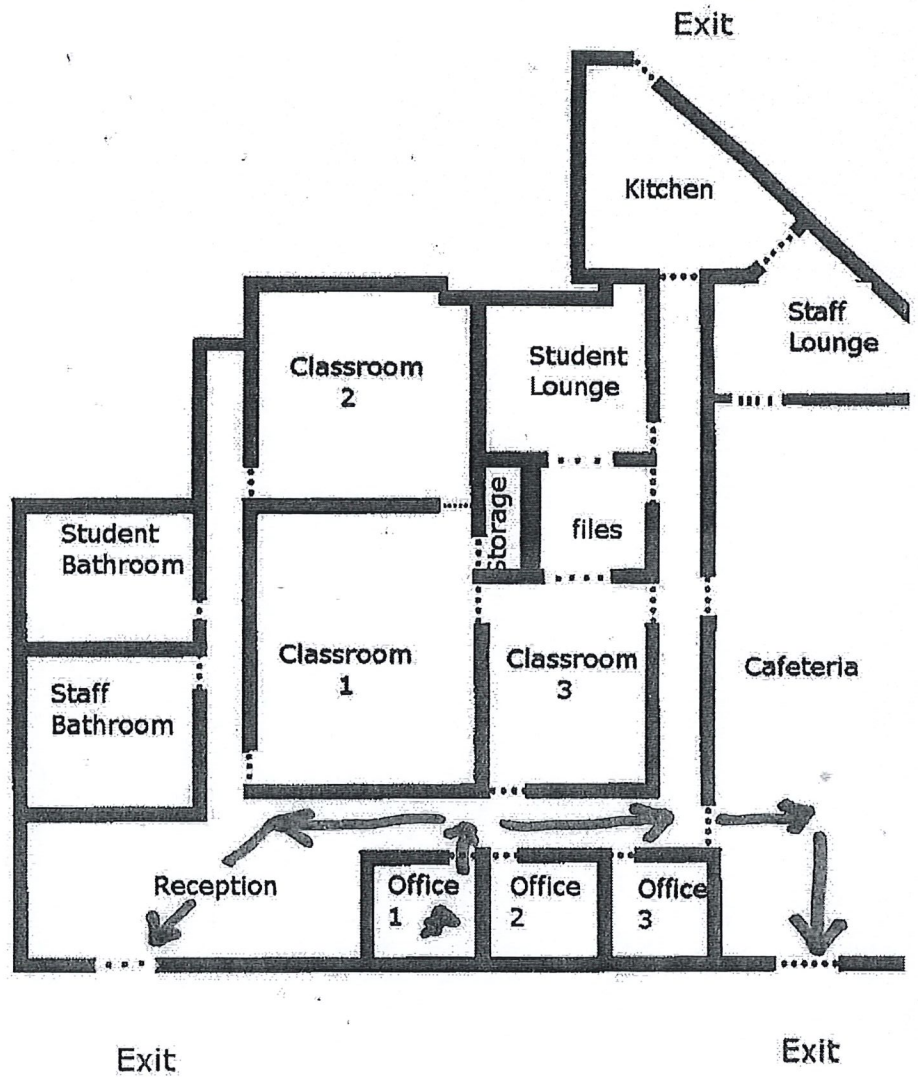 Exit
Kitchen
Staff
Lounge
Student
Lounge
Classroom
2
Storage
files
Student
Bathroom
Classroom
1
Classroom
3
Cafeteria
Staff
Bathroom
Reception
Office
1
Office
2
Office
3
Exit
Exit